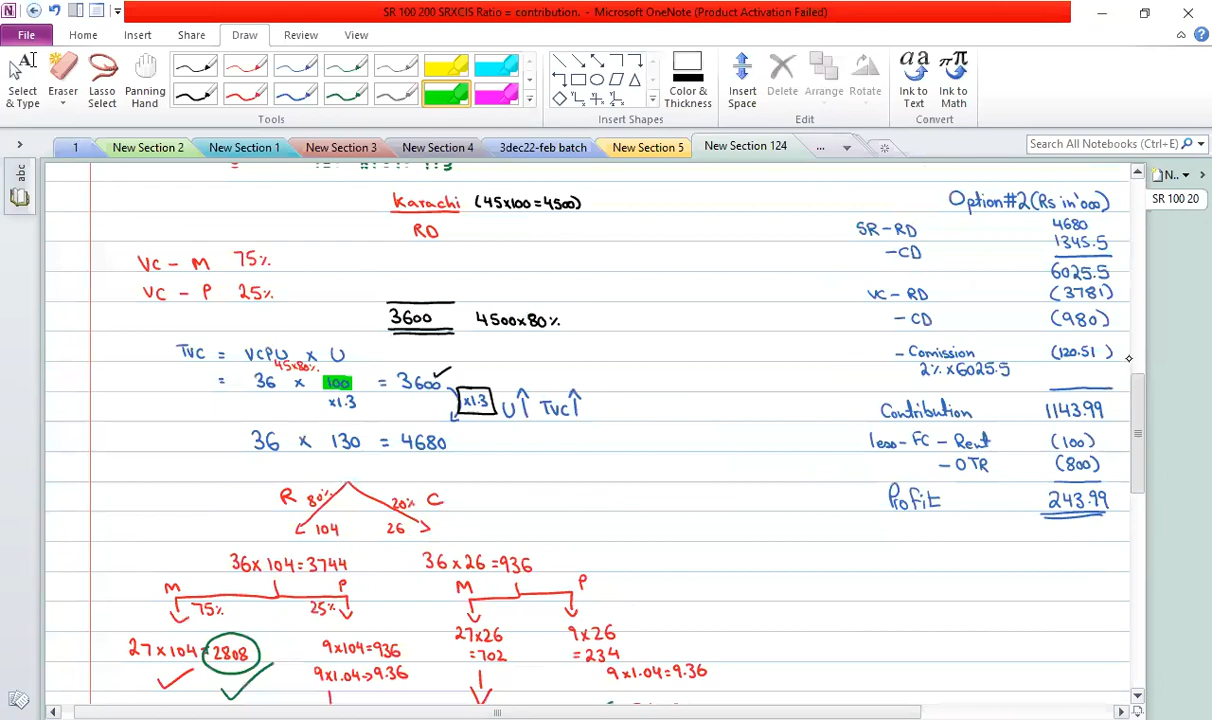 SR 100 200 SRXCIS Ratio = contribution. - Microsoft OneNote (Product Activation Failed)
File Home Insert Share Draw Review View
Select & Type Eraser Lasso Select Panning Hand Color & Thickness Insert Space Delete Arrange Rotate Ink to Text Ink to Math
Tools Insert Shapes Edit Convert
1 New Section 2 New Section 1 New Section 3 New Section 4 3dec22-feb batch New Section 5 New Section 124 ... Search All Notebooks (Ctrl+E)
abc
N..
SR 100 20
Karachi (45x100=4500)
RD
VC - M 75%
VC - P 25%
3600 4500x80%
TVC = VCPU x U
45x80%
= 36 x 100 = 3600
x1.3 x1.3 U↑ TVC↑
36 x 130 = 4680
R 80% 20% C
104 26
36x104=3744 36x26=936
M P M P
75% 25%
27x104=2808 9x104=936 27x26 =702 9x26 =234
9x1.04→9.36 9x1.04=9.36
Option#2(Rs in'000)
SR-RD 4680
-CD 1345.5
6025.5
VC-RD (3781)
-CD (980)
-Comission (120.51)
2% x6025.5
Contribution 1143.99
less-FC-Rent (100)
-OTR (800)
Profit 243.99